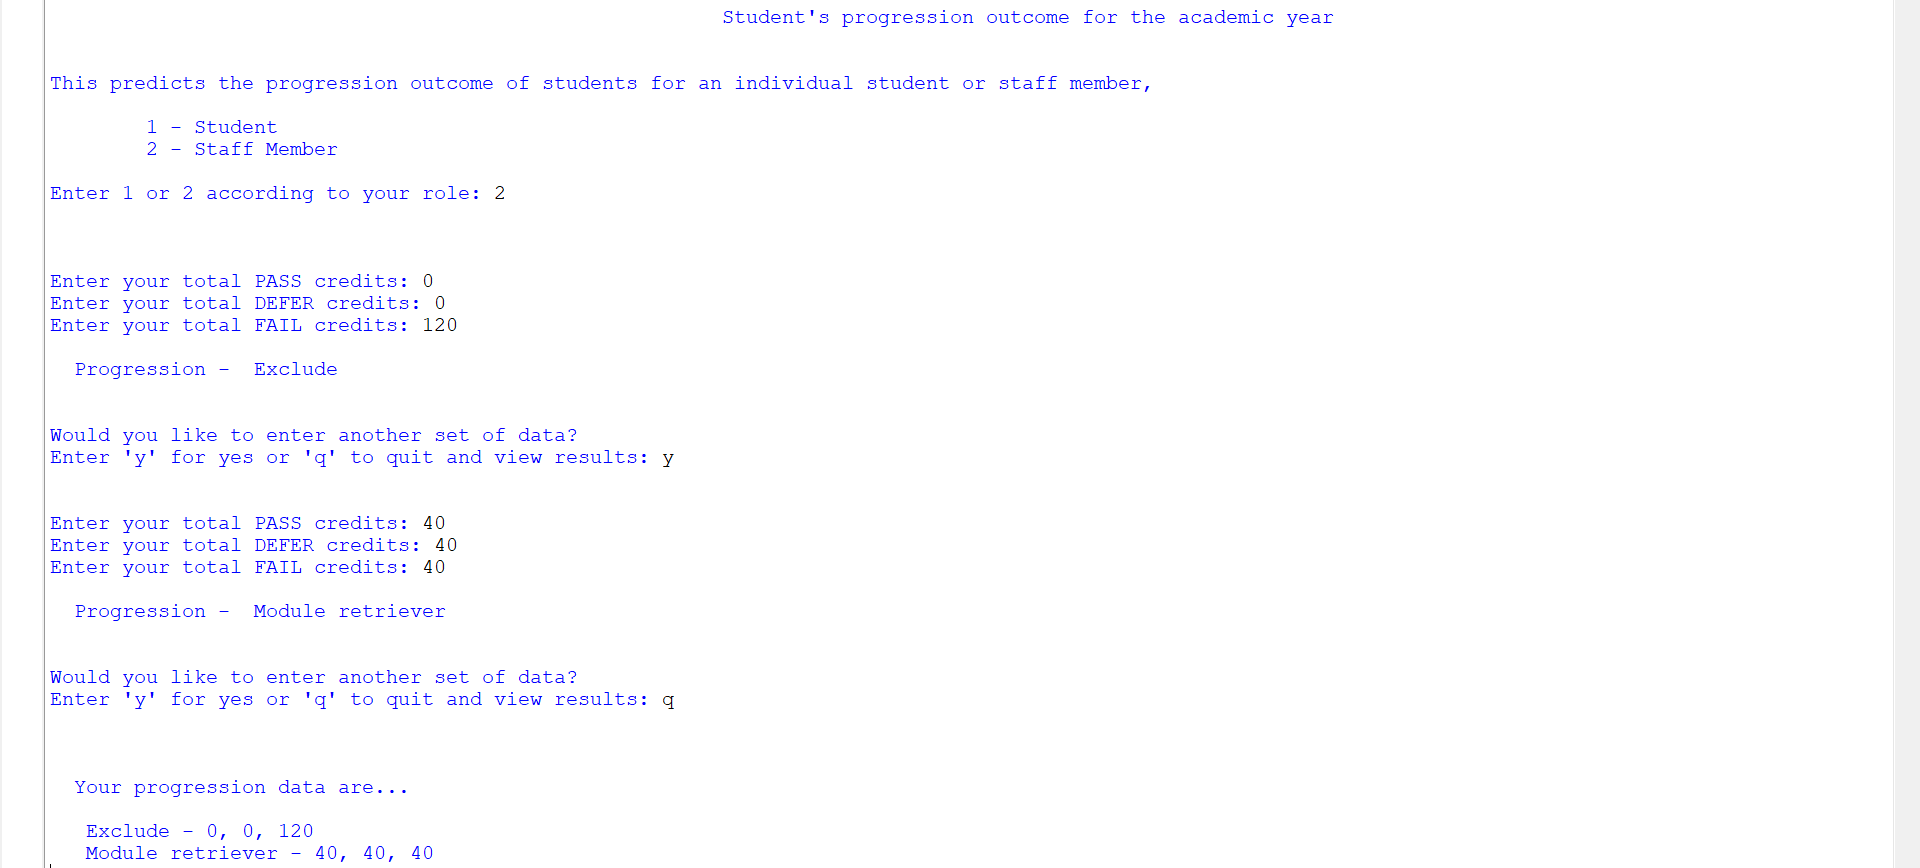 Student's progression outcome for the academic year
This predicts the progression outcome of students for an individual student or staff member,
1 - Student
2 - Staff Member
Enter 1 or 2 according to your role: 2
Enter your total PASS credits: 0
Enter your total DEFER credits: 0
Enter your total FAIL credits: 120
Progression -  Exclude
Would you like to enter another set of data?
Enter 'y' for yes or 'q' to quit and view results: y
Enter your total PASS credits: 40
Enter your total DEFER credits: 40
Enter your total FAIL credits: 40
Progression -  Module retriever
Would you like to enter another set of data?
Enter 'y' for yes or 'q' to quit and view results: q
Your progression data are...
Exclude - 0, 0, 120
Module retriever - 40, 40, 40